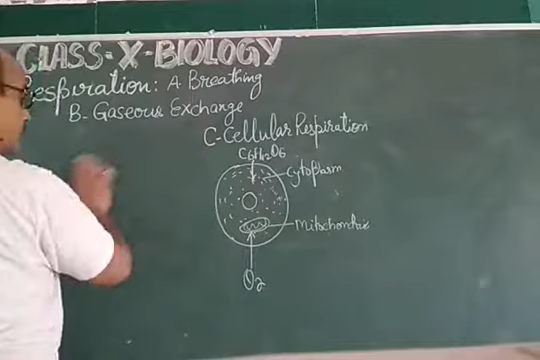 CLASS-X-BIOLOGY
Respiration: A. Breathing
B- Gaseous Exchange
C-Cellular Respiration
C6H12O6
Cytoplasm
Mitochondria
O2